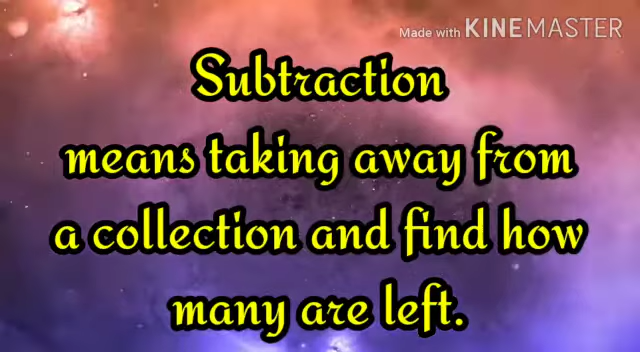 Made with KINEMASTER
Subtraction
means taking away from
a collection and find how
many are left.